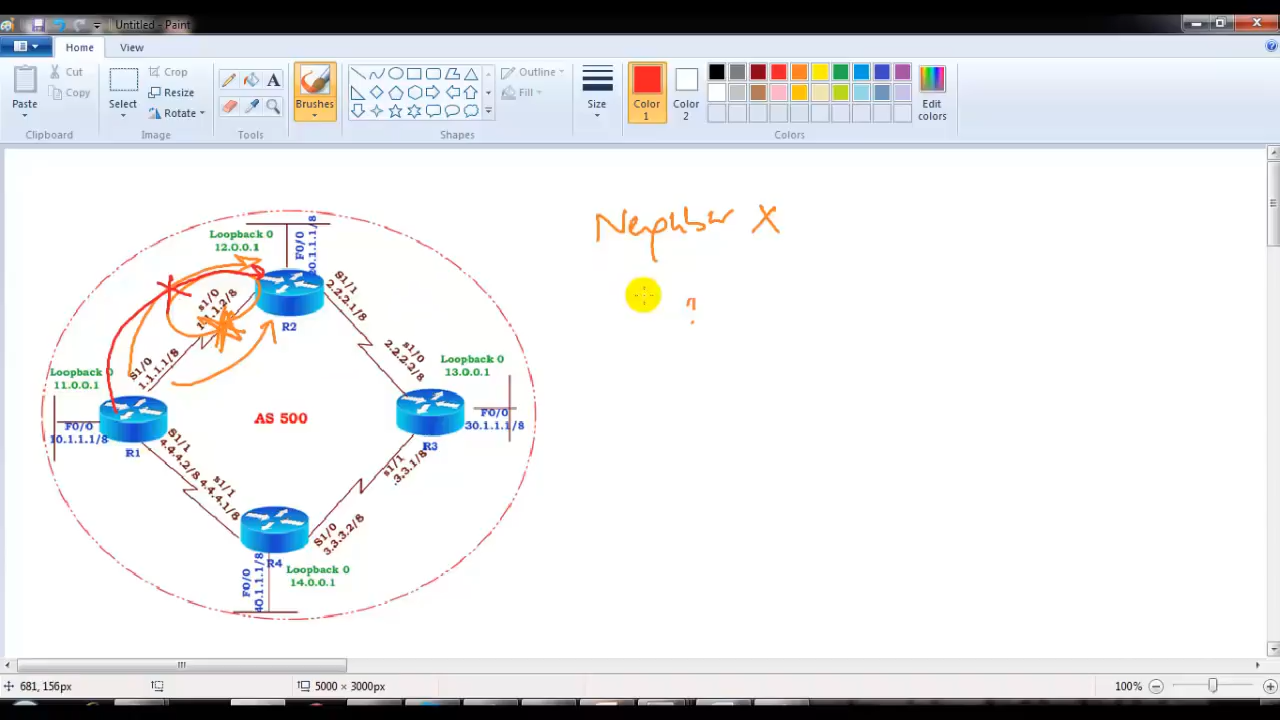 Untitled - Paint
Home
View
Paste
Cut
Copy
Clipboard
Select
Crop
Resize
Rotate
Image
A
Tools
Brushes
Outline
Fill
Shapes
Size
Color 1
Color 2
Edit colors
Colors
Neighbor X
?
Loopback 0
12.0.0.1
F0/0
20.1.1.1/8
s1/0
1.1.1.2/8
R2
S1/1
2.2.2.1/8
S1/0
1.1.1.1/8
s1/0
2.2.2.2/8
Loopback 0
11.0.0.1
Loopback 0
13.0.0.1
F0/0
10.1.1.1/8
R1
AS 500
F0/0
30.1.1.1/8
R3
S1/1
4.4.4.2/8
s1/1
4.4.4.1/8
s1/1
.3.3.1/8
S1/0
3.3.3.2/8
R4
F0/0
40.1.1.1/8
Loopback 0
14.0.0.1
681, 156px
5000 × 3000px
100%